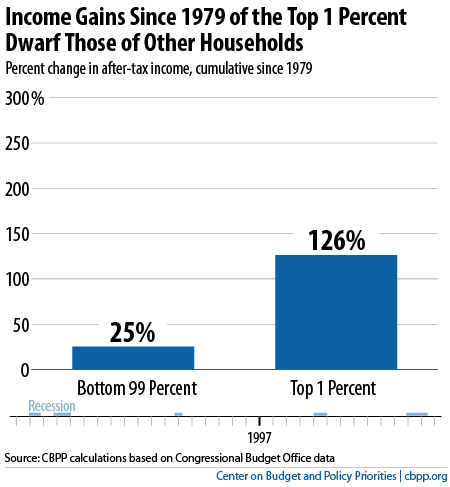 Income Gains Since 1979 of the Top 1 Percent
Dwarf Those of Other Households
Percent change in after-tax income, cumulative since 1979
300%
250
200
150
100
50
0
25%
126%
Bottom 99 Percent
Top 1 Percent
Recession
1997
Source: CBPP calculations based on Congressional Budget Office data
Center on Budget and Policy Priorities | cbpp.org